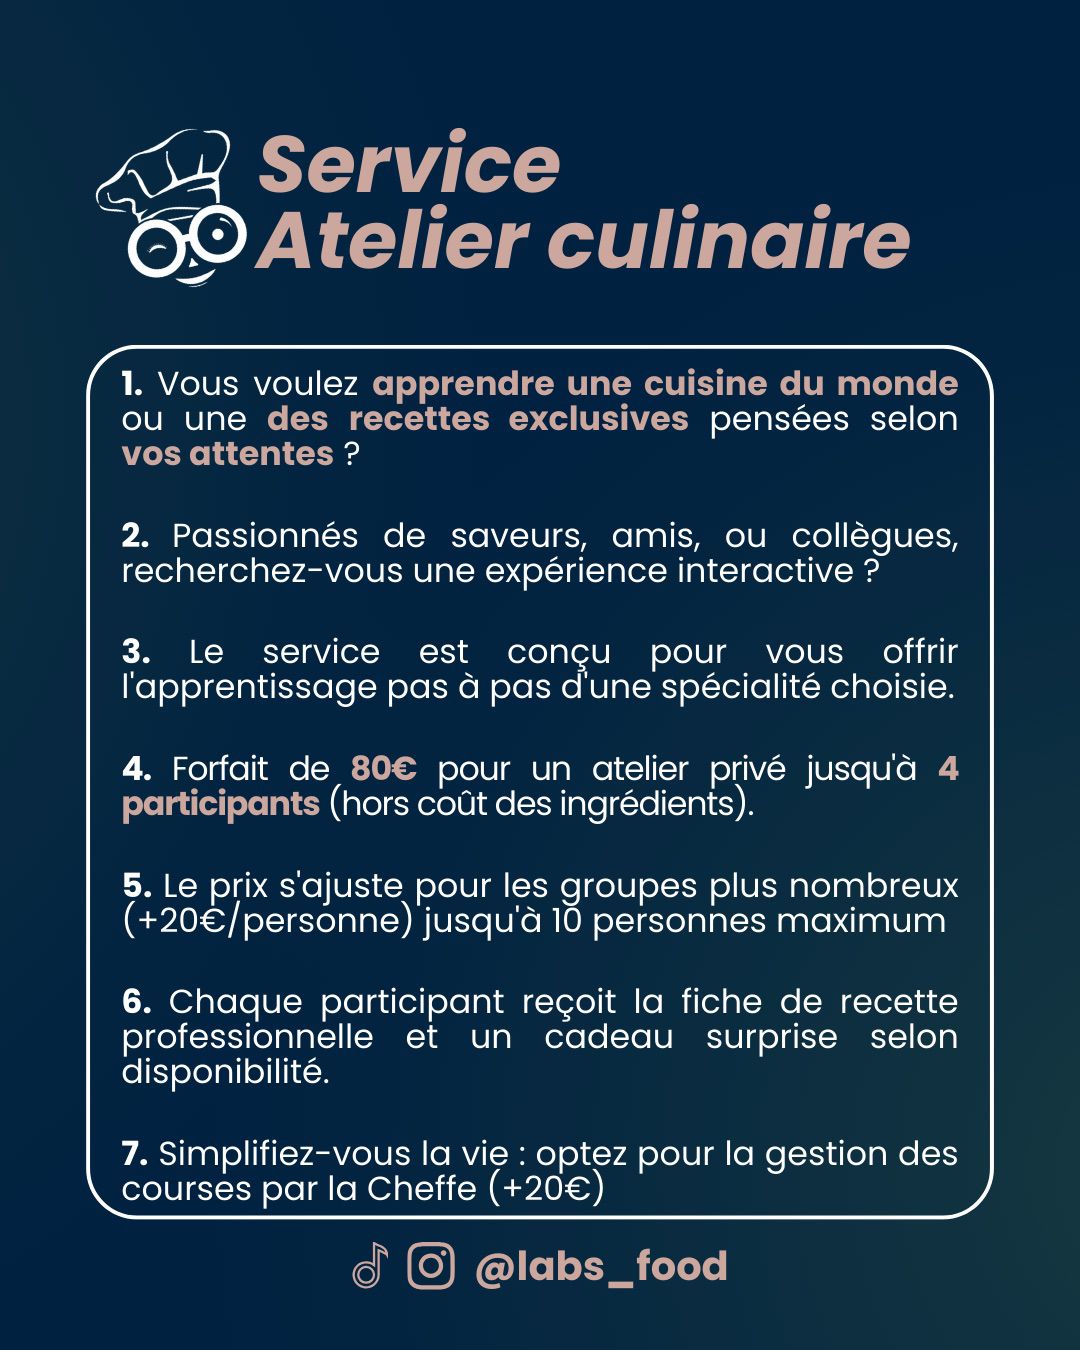 Service
Atelier culinaire
1. Vous voulez apprendre une cuisine du monde
ou une des recettes exclusives pensées selon
vos attentes ?
2. Passionnés de saveurs, amis, ou collègues,
recherchez-vous une expérience interactive ?
3. Le service est conçu pour vous offrir
l'apprentissage pas à pas d'une spécialité choisie.
4. Forfait de 80€ pour un atelier privé jusqu'à 4
participants (hors coût des ingrédients).
5. Le prix s'ajuste pour les groupes plus nombreux
(+20€/personne) jusqu'à 10 personnes maximum
6. Chaque participant reçoit la fiche de recette
professionnelle et un cadeau surprise selon
disponibilité.
7. Simplifiez-vous la vie : optez pour la gestion des
courses par la Cheffe (+20€)
@labs_food